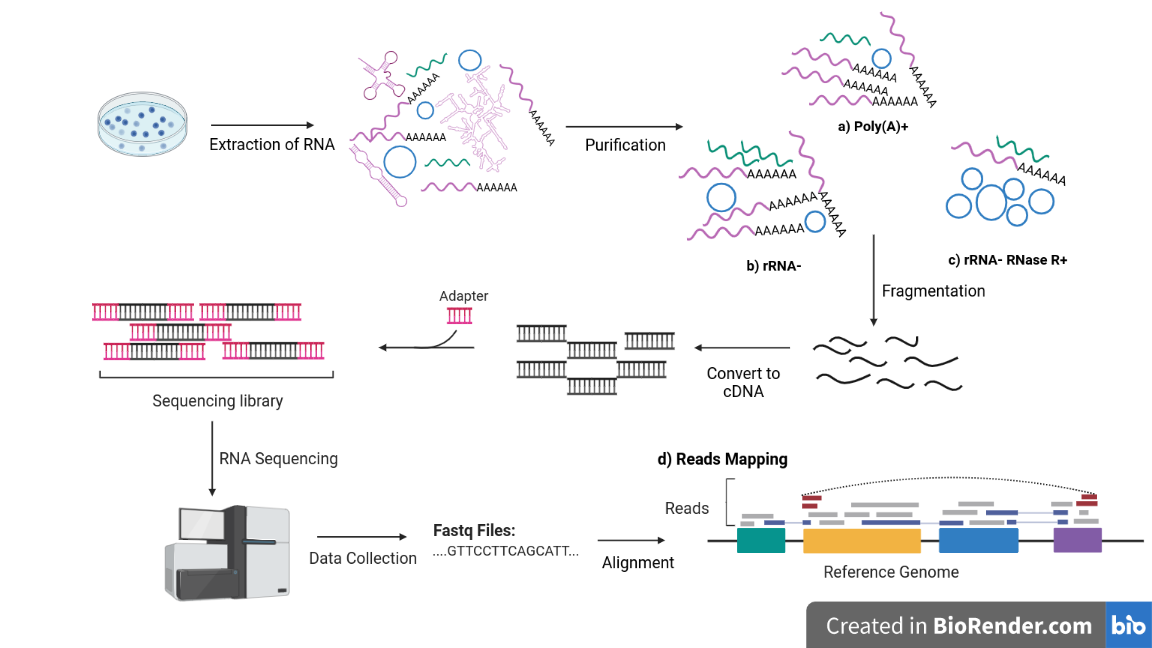 Extraction of RNA
AAAAAA
AAAAAA
AAAAAA
AAAAAA
Purification
AAAAAA
AAAAAA
AAAAAA
AAAAAA
a) Poly(A)+
AAAAAA
AAAAAA
AAAAAA
AAAAAA
b) rRNA-
AAAAAA
c) rRNA- RNase R+
Fragmentation
Convert to
cDNA
Adapter
Sequencing library
RNA Sequencing
Data Collection
Fastq Files:
....GTTCCTTCAGCATT...
Alignment
d) Reads Mapping
Reads
Reference Genome
Created in BioRender.com bio